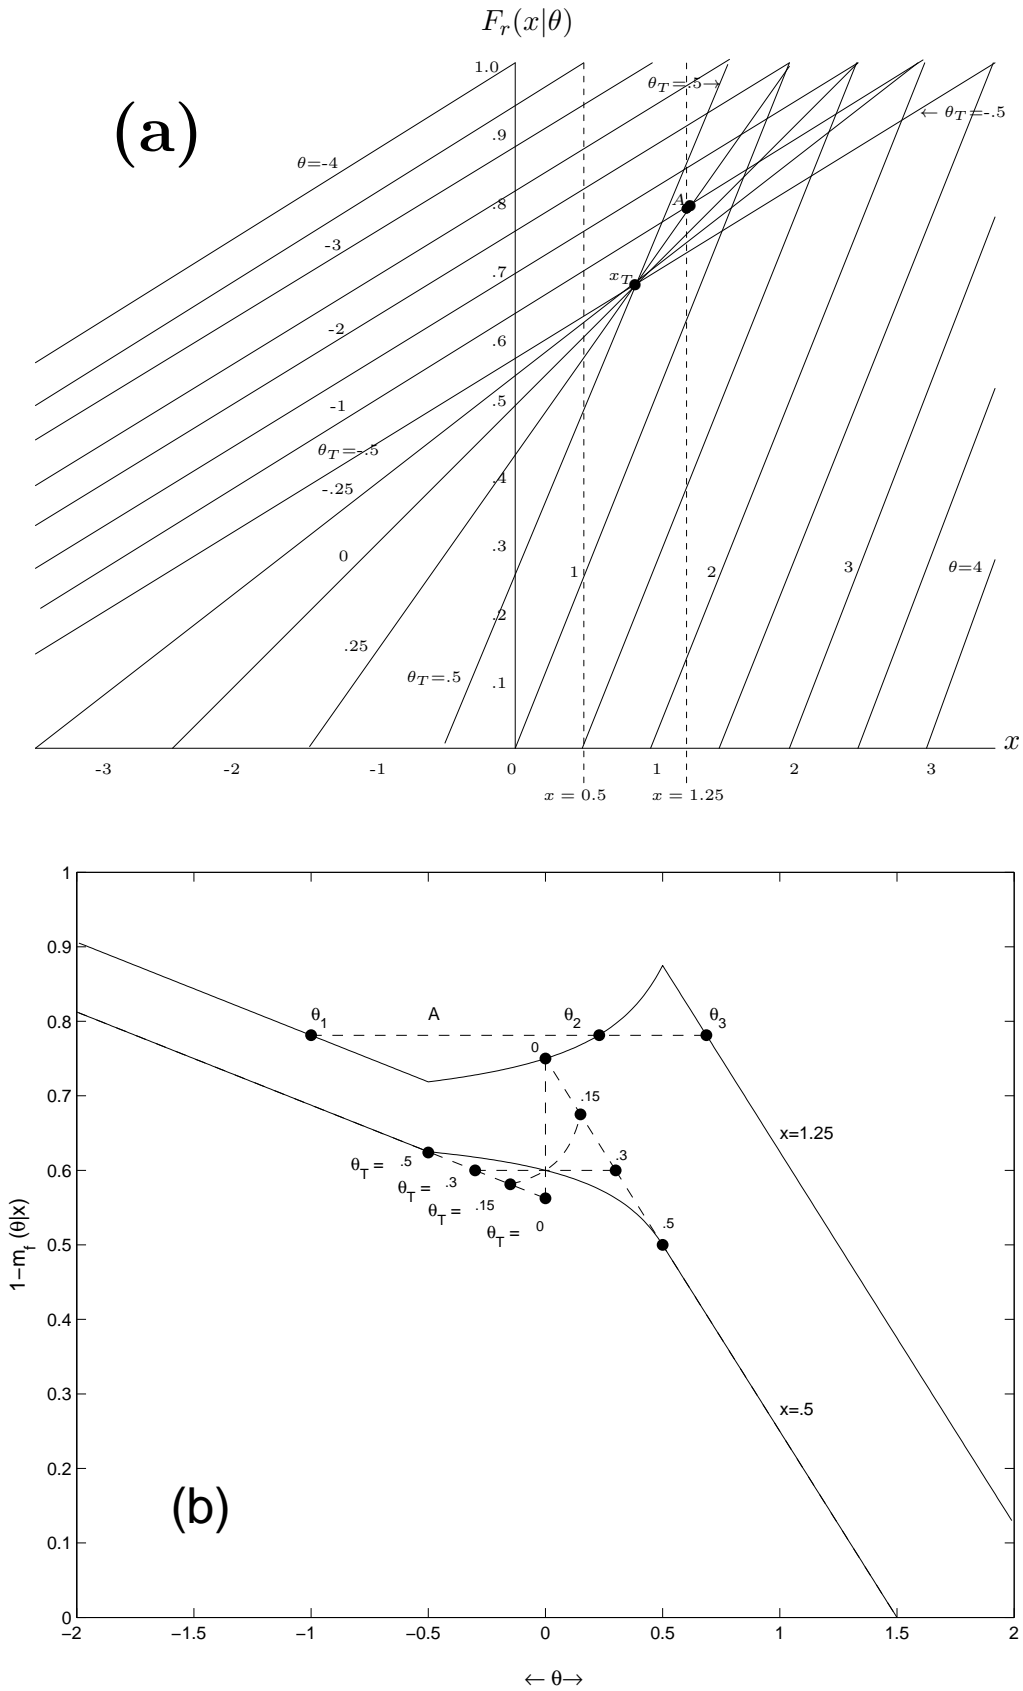 F_r(x|θ)
1.0
θ_T=.5→
(a)
← θ_T=-.5
.9
θ=-4
.8
A
-3
.7
x_T
-2
.6
-1
.5
θ_T=-.5
.4
-.25
.3
0
1
2
3
θ=4
.2
.25
θ_T=.5
.1
x
-3
-2
-1
0
1
2
3
x = 0.5
x = 1.25
1
0.9
θ_1
A
θ_2
θ_3
0.8
0
0.7
.15
x=1.25
θ_T = .5
.3
0.6
θ_T = .3
θ_T = .15
θ_T = 0
.5
0.5
1−m_f (θ|x)
0.4
0.3
x=.5
0.2
(b)
0.1
0
−2
−1.5
−1
−0.5
0
0.5
1
1.5
2
← θ→